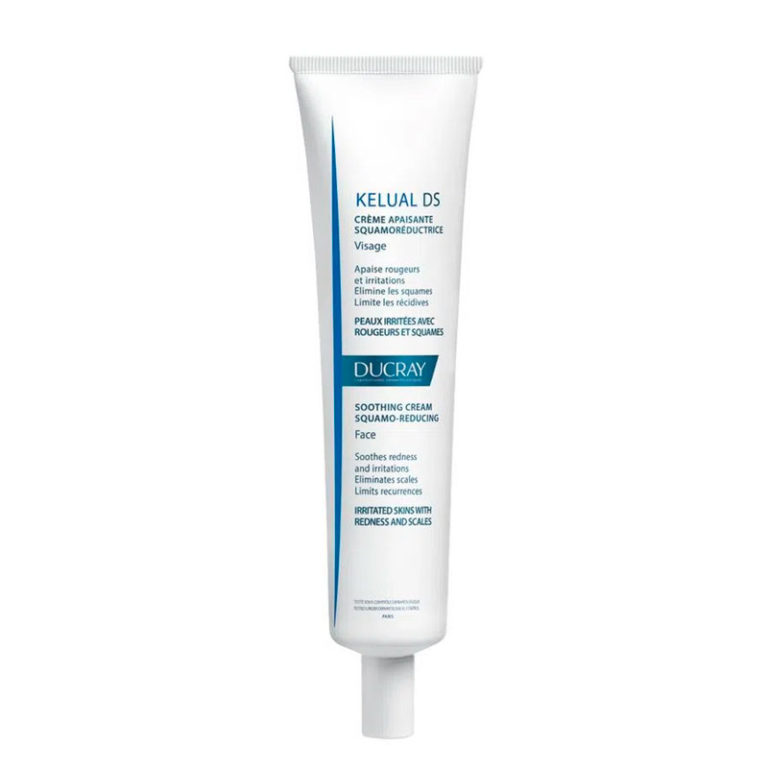 KELUAL DS
CRÈME APAISANTE
SQUAMORÉDUCTRICE
Visage
Apaise rougeurs
et irritations
Elimine les squames
Limite les récidives
PEAUX IRRITÉES AVEC
ROUGEURS ET SQUAMES
DUCRAY
SOOTHING CREAM
SQUAMO-REDUCING
Face
Soothes redness
and irritations
Eliminates scales
Limits recurrences
IRRITATED SKINS WITH
REDNESS AND SCALES
PARIS